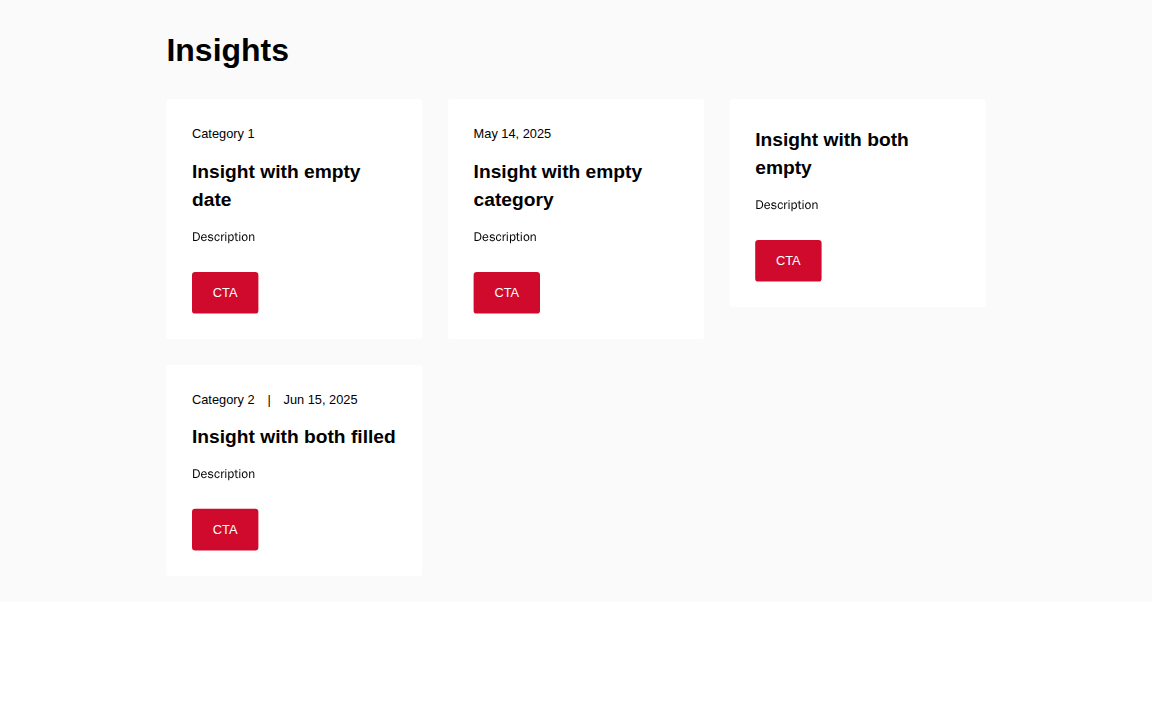 Insights
Category 1
Insight with empty
date
Description
CTA
May 14, 2025
Insight with empty
category
Description
CTA
Insight with both
empty
Description
CTA
Category 2 | Jun 15, 2025
Insight with both filled
Description
CTA